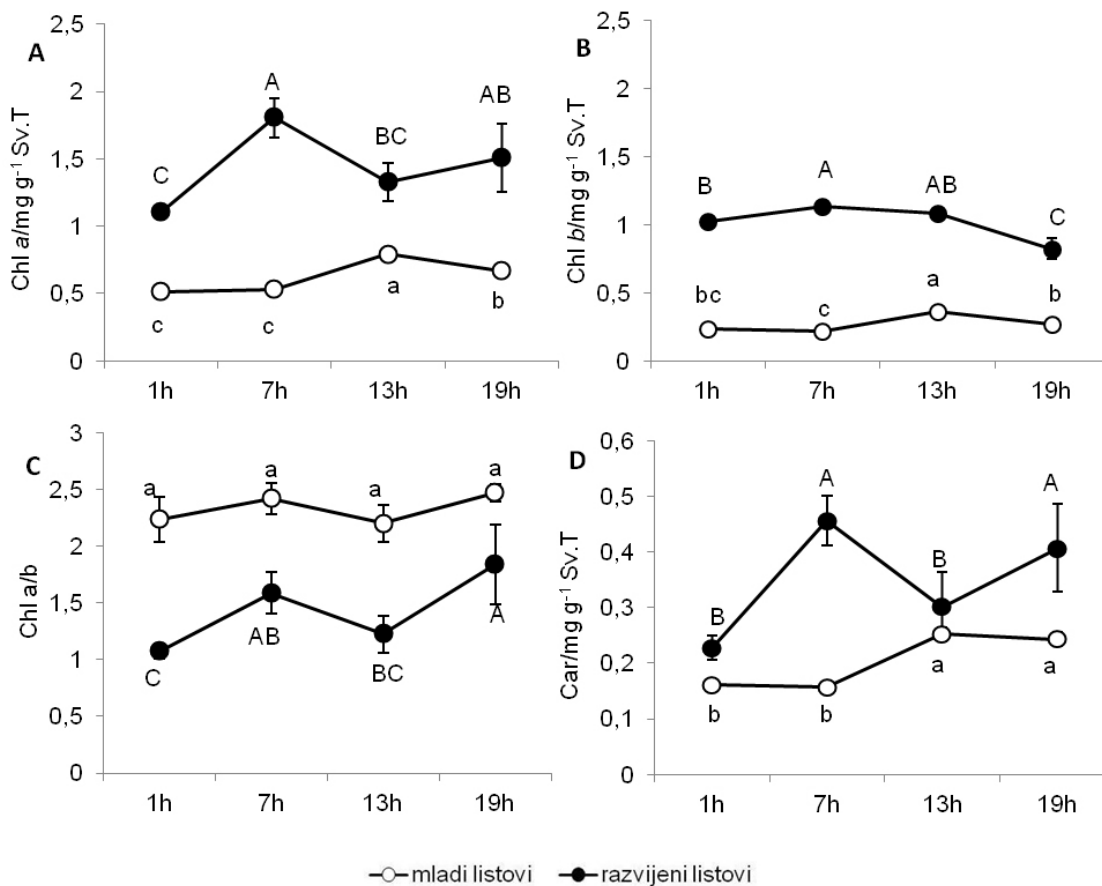 A
Chl a/mg g⁻¹ Sv.T
2,5
2
1,5
1
0,5
0
C
A
BC
AB
c
c
a
b
1h
7h
13h
19h
B
Chl b/mg g⁻¹ Sv.T
2,5
2
1,5
1
0,5
0
B
A
AB
C
bc
c
a
b
1h
7h
13h
19h
C
Chl a/b
3
2,5
2
1,5
1
0,5
0
a
a
a
a
C
AB
BC
A
1h
7h
13h
19h
D
Car/mg g⁻¹ Sv.T
0,6
0,5
0,4
0,3
0,2
0,1
0
B
A
B
A
b
b
a
a
1h
7h
13h
19h
mladi listovi razvijeni listovi